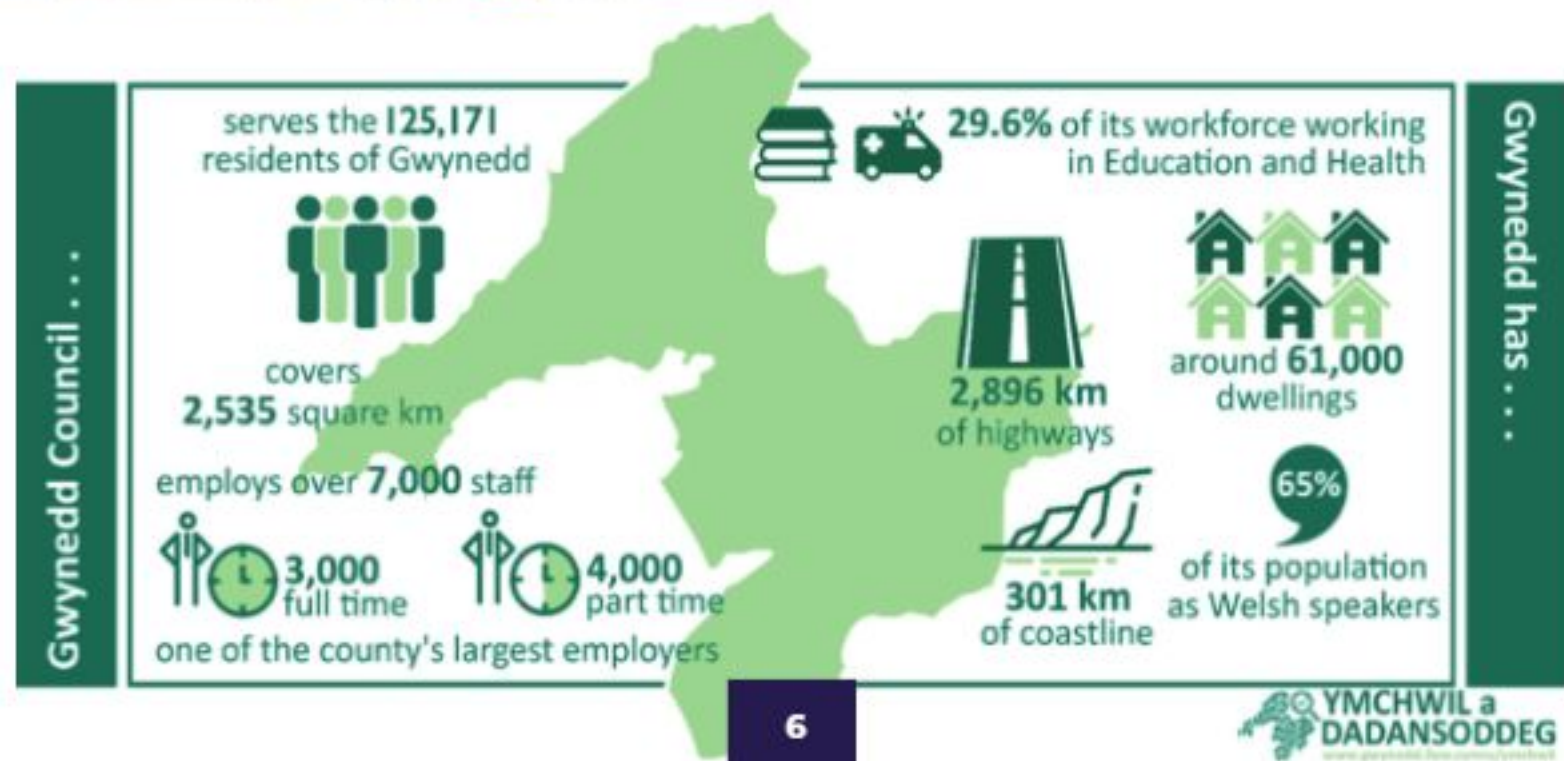 Gwynedd Council . . .
serves the 125,171
residents of Gwynedd
covers
2,535 square km
employs over 7,000 staff
3,000
full time
4,000
part time
one of the county's largest employers
Gwynedd has . . .
29.6% of its workforce working
in Education and Health
2,896 km
of highways
around 61,000
dwellings
301 km
of coastline
65%
of its population
as Welsh speakers
6
YMCHWIL a
DADANSODDEG